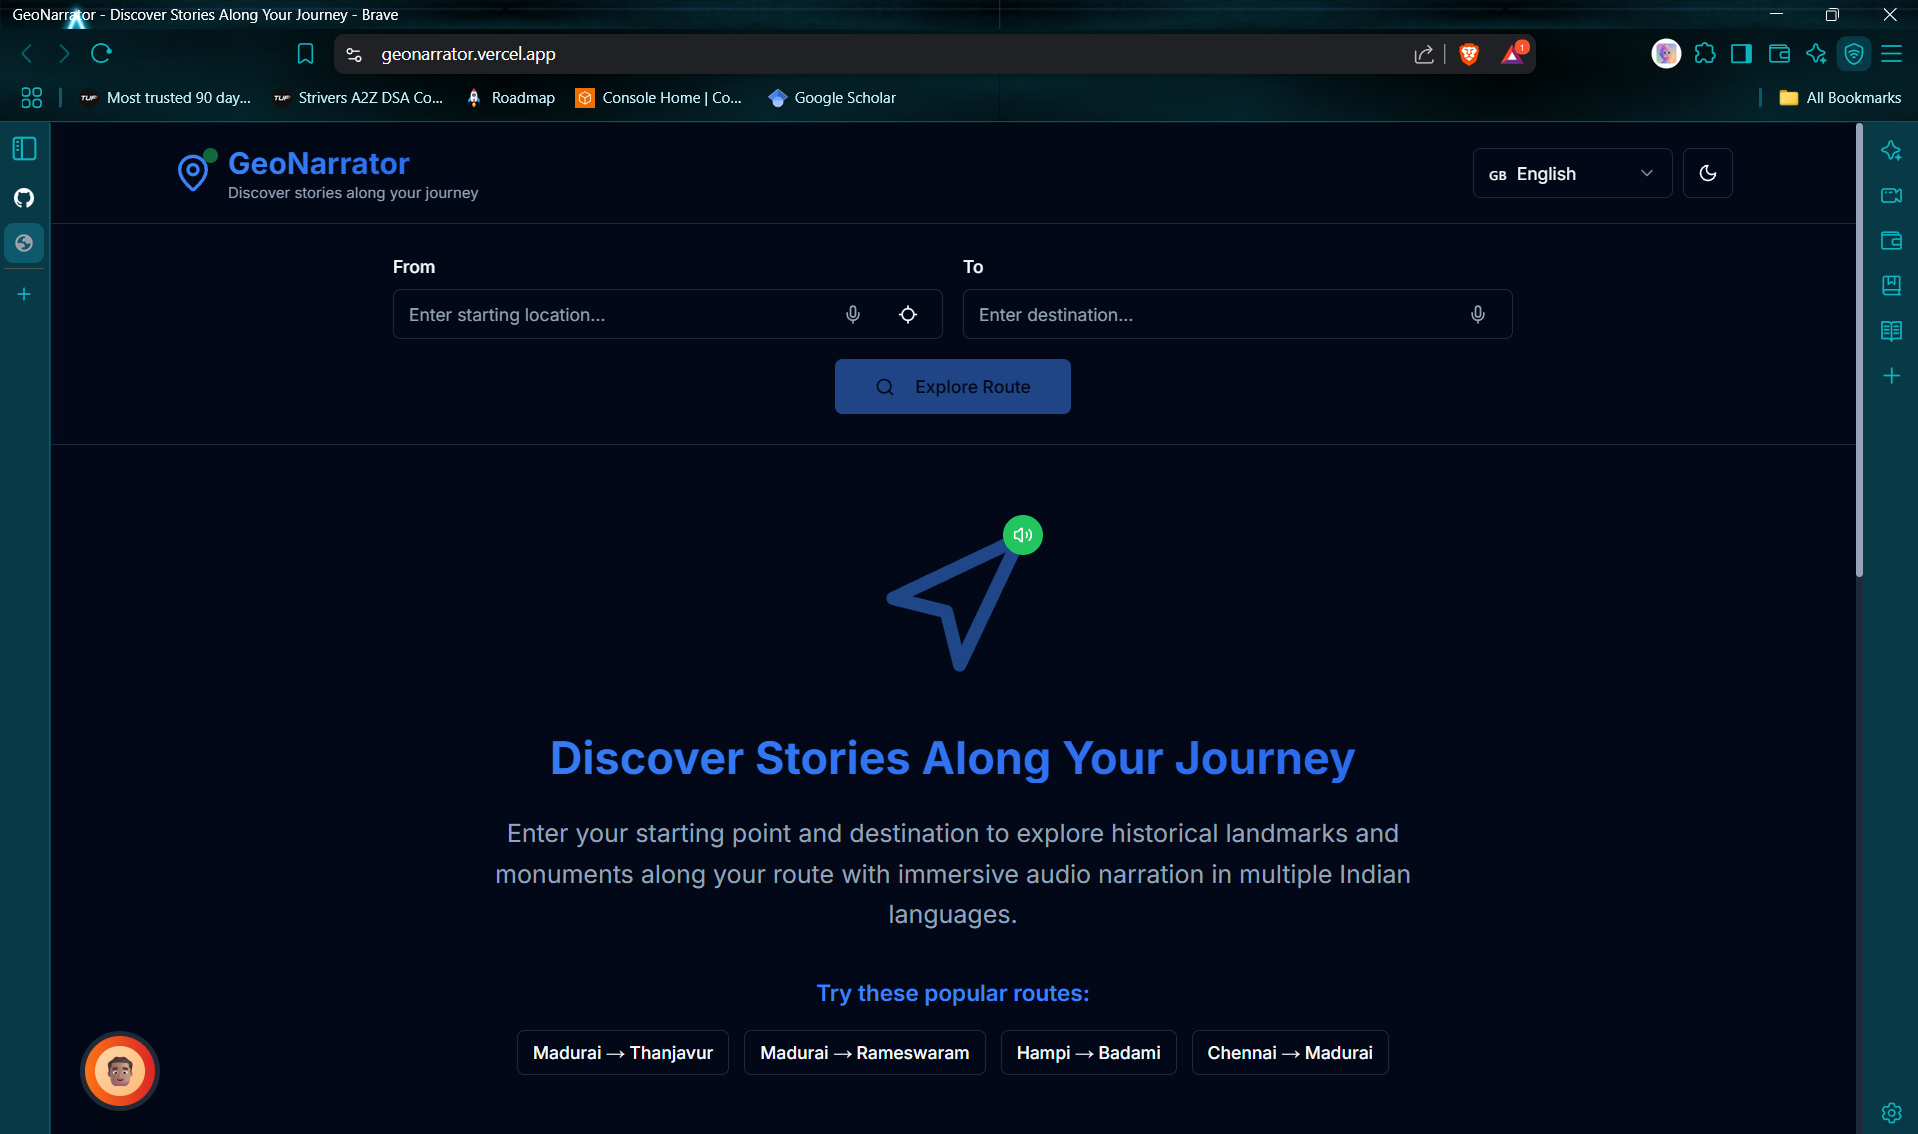 GeoNarrator - Discover Stories Along Your Journey - Brave
geonarrator.vercel.app
1
Most trusted 90 day...
Strivers A2Z DSA Co...
Roadmap
Console Home | Co...
Google Scholar
All Bookmarks
GeoNarrator
Discover stories along your journey
GB English
From
To
Enter starting location...
Enter destination...
Explore Route
Discover Stories Along Your Journey
Enter your starting point and destination to explore historical landmarks and
monuments along your route with immersive audio narration in multiple Indian
languages.
Try these popular routes:
Madurai → Thanjavur
Madurai → Rameswaram
Hampi → Badami
Chennai → Madurai